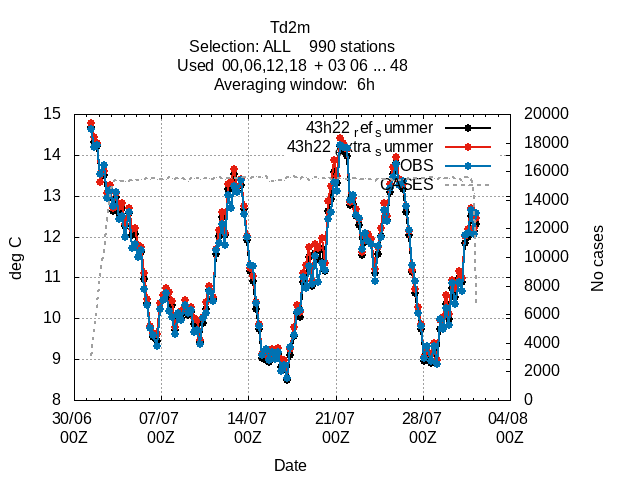 Td2m
Selection: ALL 990 stations
Used 00,06,12,18 + 03 06 ... 48
Averaging window: 6h
15
14
13
12
11
10
9
8
deg C
20000
18000
16000
14000
12000
10000
8000
6000
4000
2000
0
No cases
43h22 ref summer
43h22 extra summer
OBS
CASES
30/06 07/07 14/07 21/07 28/07 04/08
00Z 00Z 00Z 00Z 00Z 00Z
Date